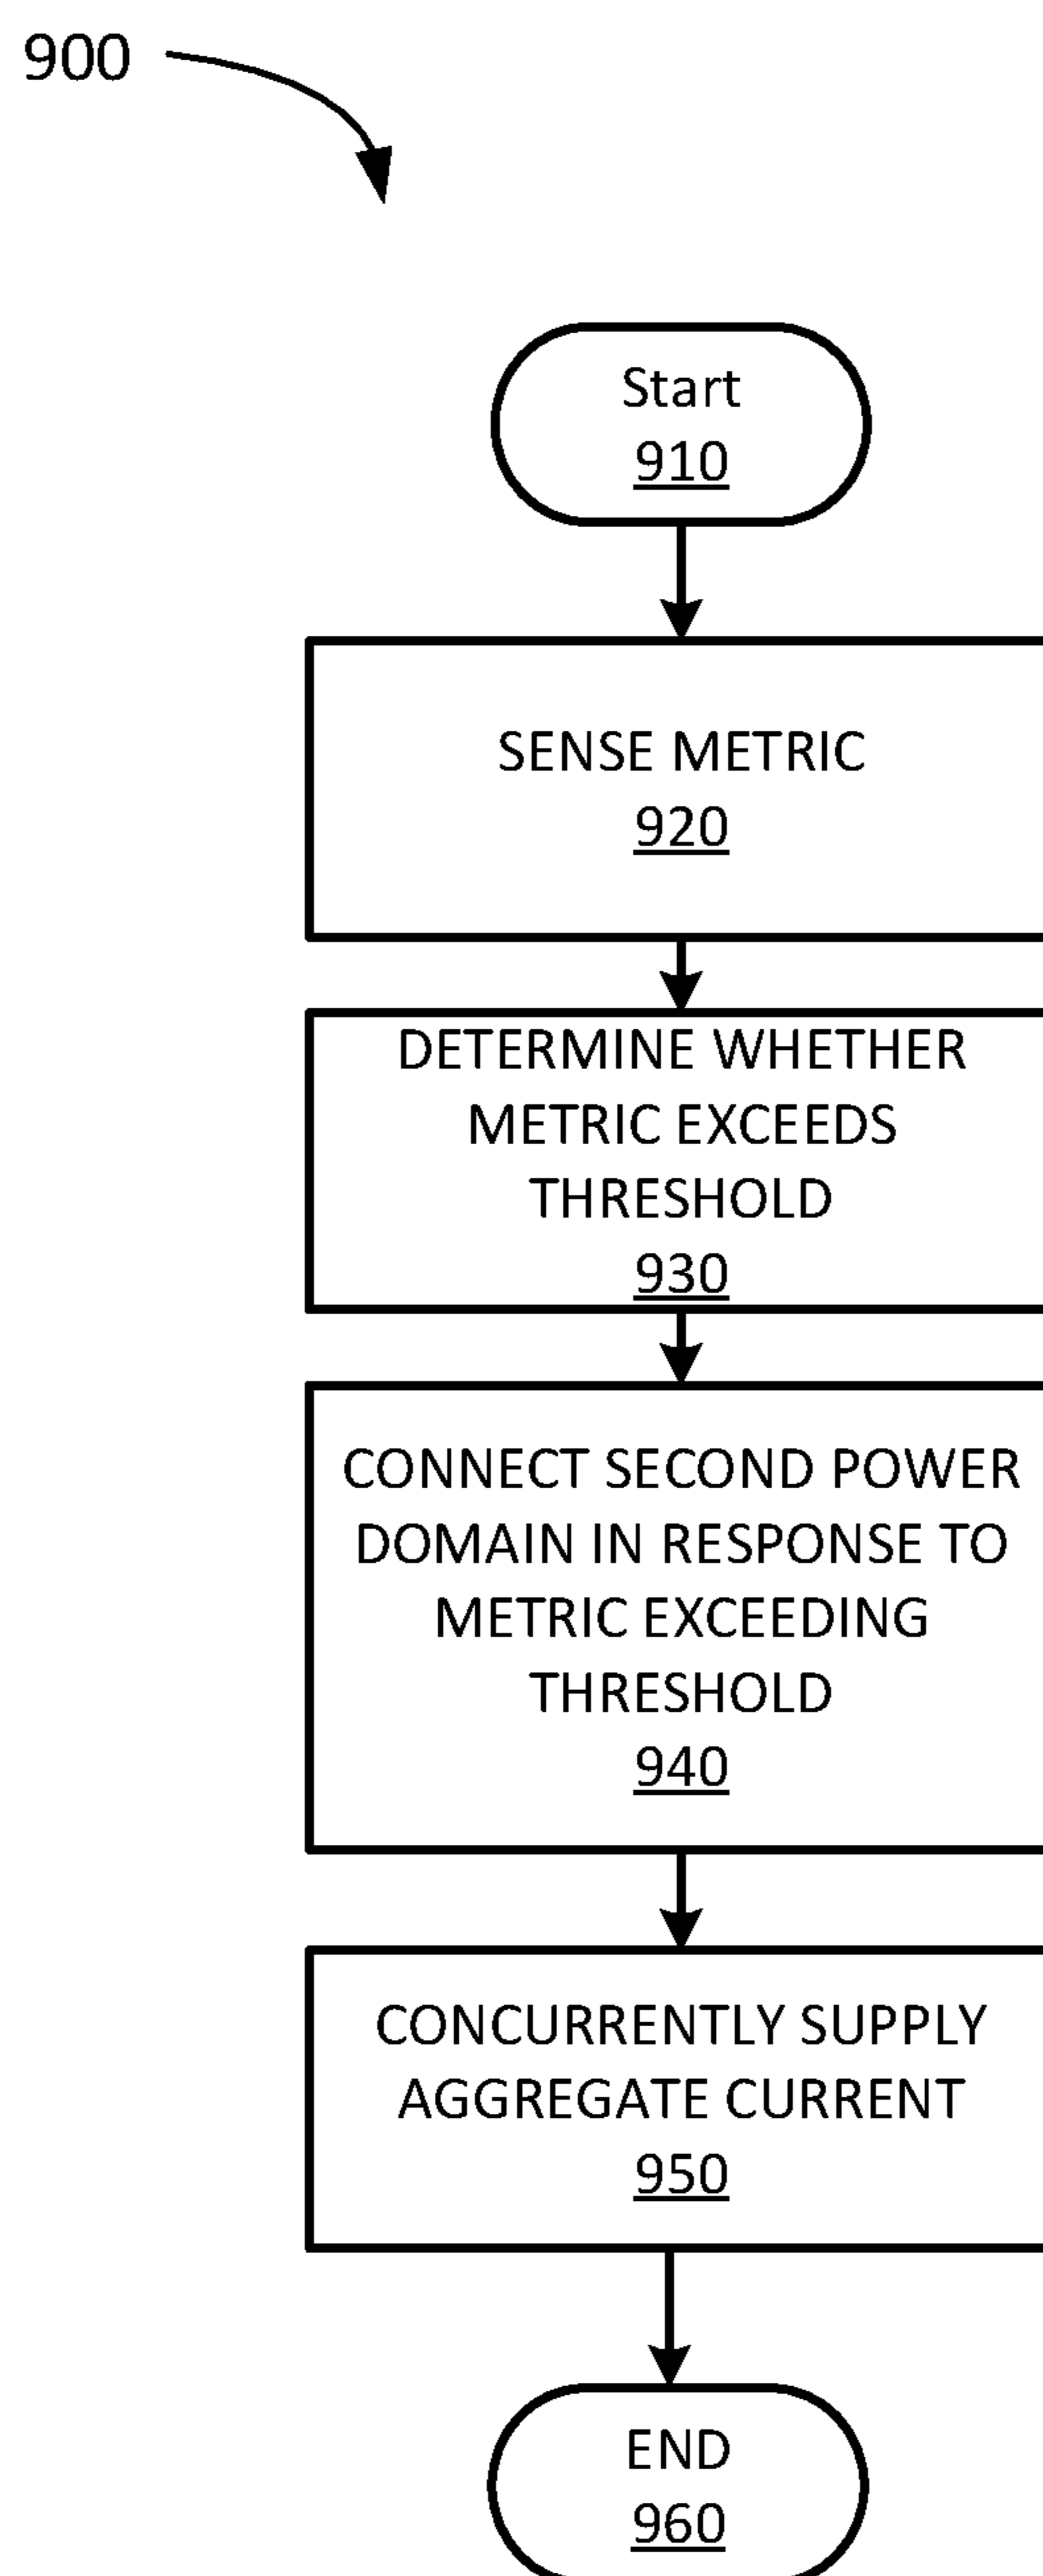 900
Start
910
SENSE METRIC
920
DETERMINE WHETHER
METRIC EXCEEDS
THRESHOLD
930
CONNECT SECOND POWER
DOMAIN IN RESPONSE TO
METRIC EXCEEDING
THRESHOLD
940
CONCURRENTLY SUPPLY
AGGREGATE CURRENT
950
END
960